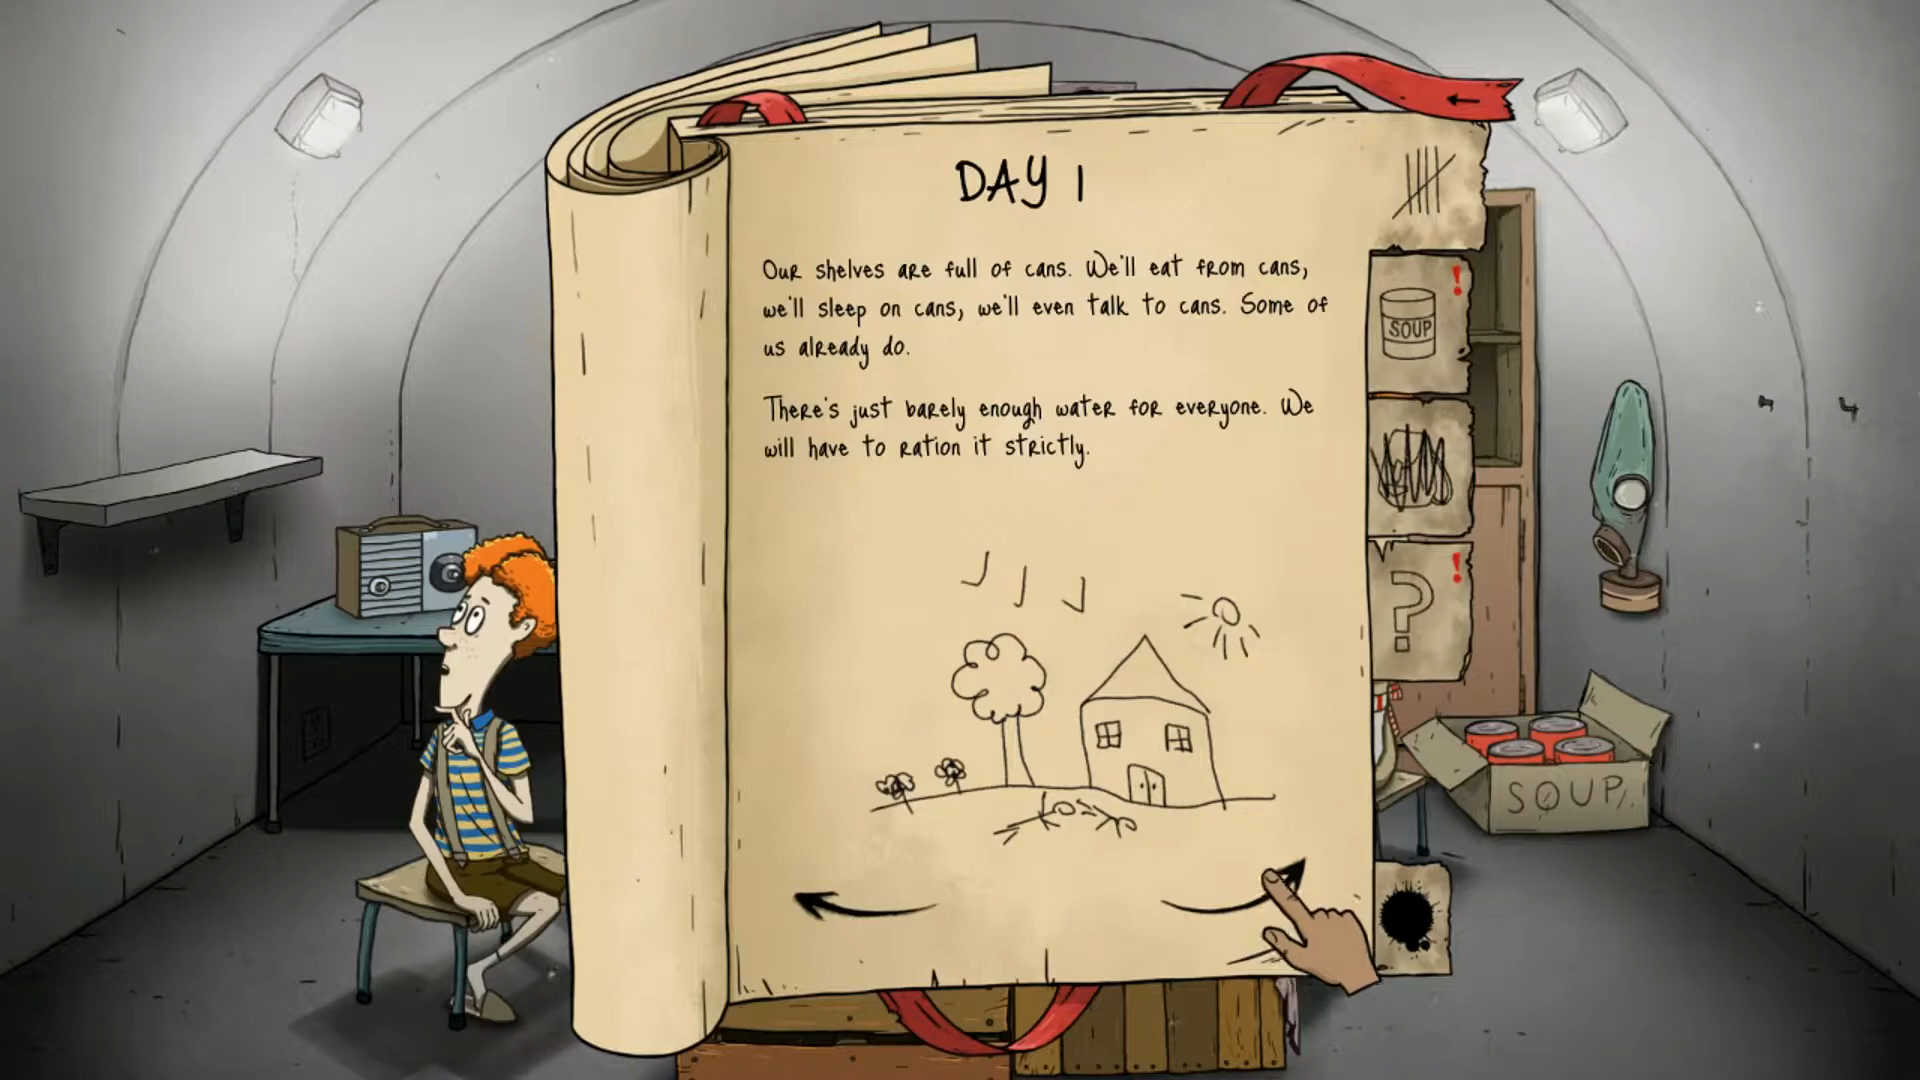 DAY 1
Our shelves are full of cans. We'll eat from cans,
we'll sleep on cans, we'll even talk to cans. Some of
us already do.
There's just barely enough water for everyone. We
will have to ration it strictly.
!
SOUP
!
?
SOUP